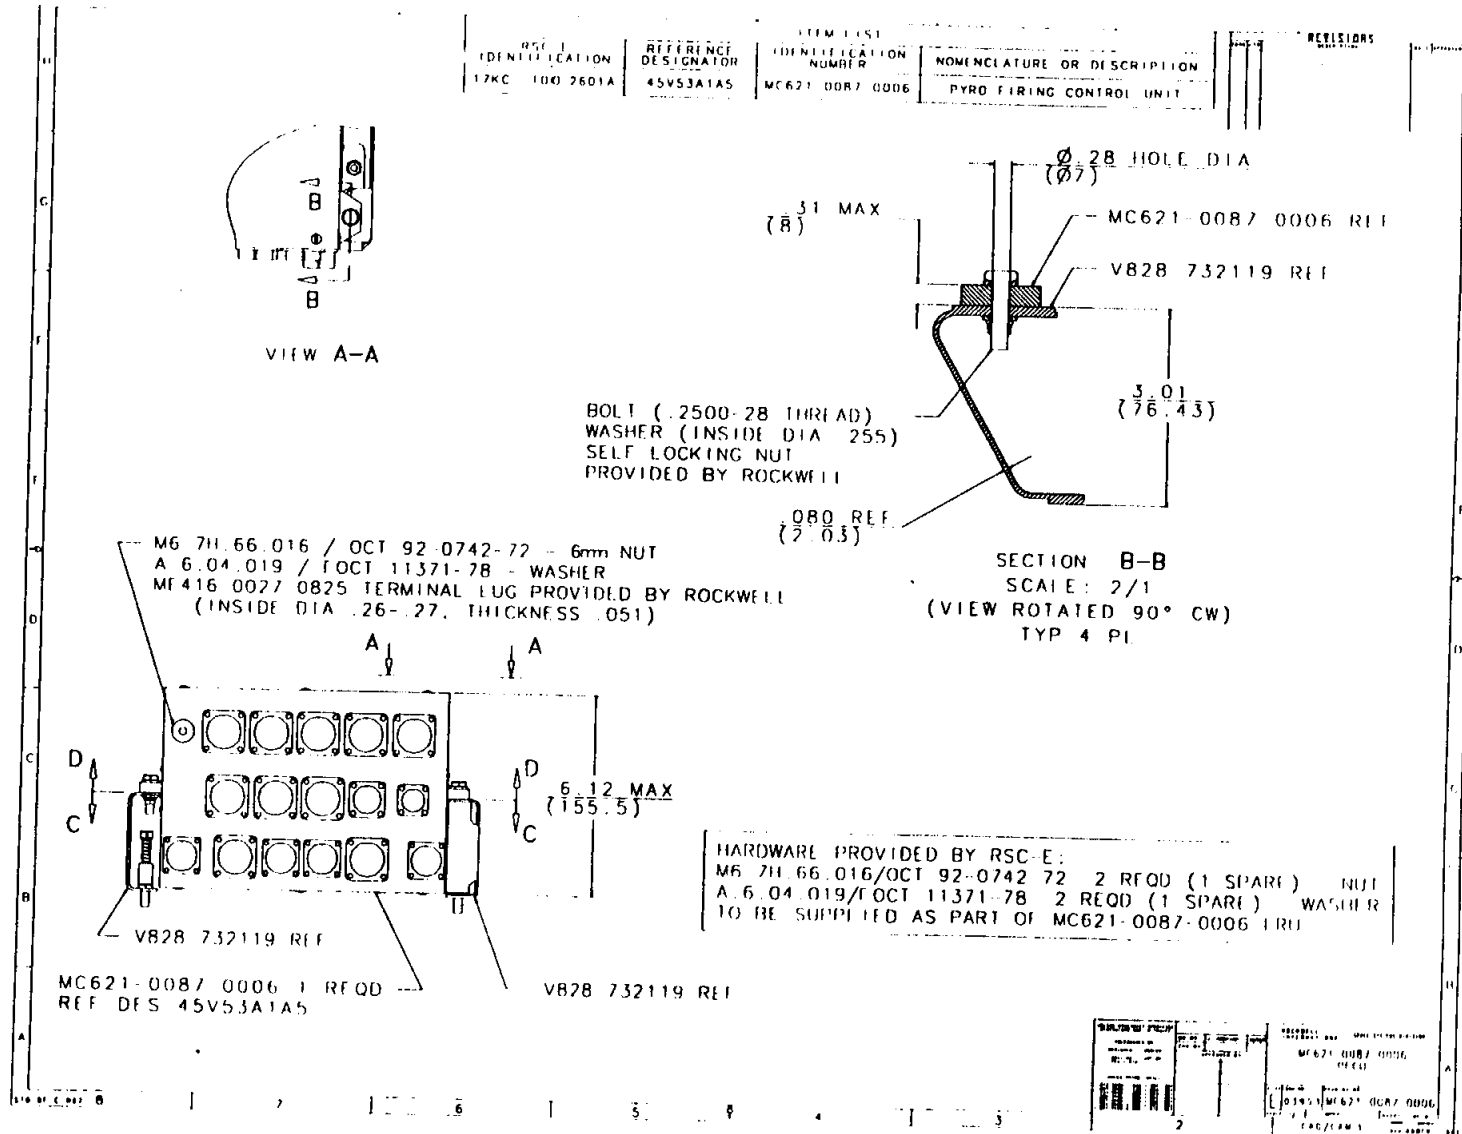 ITEM LIST
REVISIONS
IDENTIFICATION
REFERENCE DESIGNATOR
IDENTIFICATION NUMBER
NOMENCLATURE OR DESCRIPTION
17KC 100 2601A
45V53A1A5
MC621 0087 0006
PYRO FIRING CONTROL UNIT
Ø.28 HOLE DIA
(Ø7)
.31 MAX
(8)
MC621-0087 0006 REF
V828 732119 REF
B
B
VIEW A-A
BOLT (.2500-28 THREAD)
WASHER (INSIDE DIA .255)
SELF LOCKING NUT
PROVIDED BY ROCKWELL
3.01
(76.43)
.080 REF
(2.03)
SECTION B-B
SCALE: 2/1
(VIEW ROTATED 90° CW)
TYP 4 PL
M6 7H.66.016 / OCT 92-0742-72 - 6mm NUT
A 6.04.019 / ГOCT 11371-78 - WASHER
MF416 0027 0825 TERMINAL LUG PROVIDED BY ROCKWELL
(INSIDE DIA .26-.27, THICKNESS .051)
A A
D D
C C
6.12 MAX
(155.5)
HARDWARE PROVIDED BY RSC-E:
M6 7H.66.016/OCT 92-0742 72 2 REQD (1 SPARE) NUT
A.6.04.019/ГOCT 11371-78 2 REQD (1 SPARE) WASHER
TO BE SUPPLIED AS PART OF MC621-0087-0006 LRU
V828 732119 REF
MC621-0087 0006 1 REQD
REF DES 45V53A1A5
V828 732119 REF
MC621 0087 0006
MC621 0087 0006
CAD/CAM
8 7 6 5 4 3 2